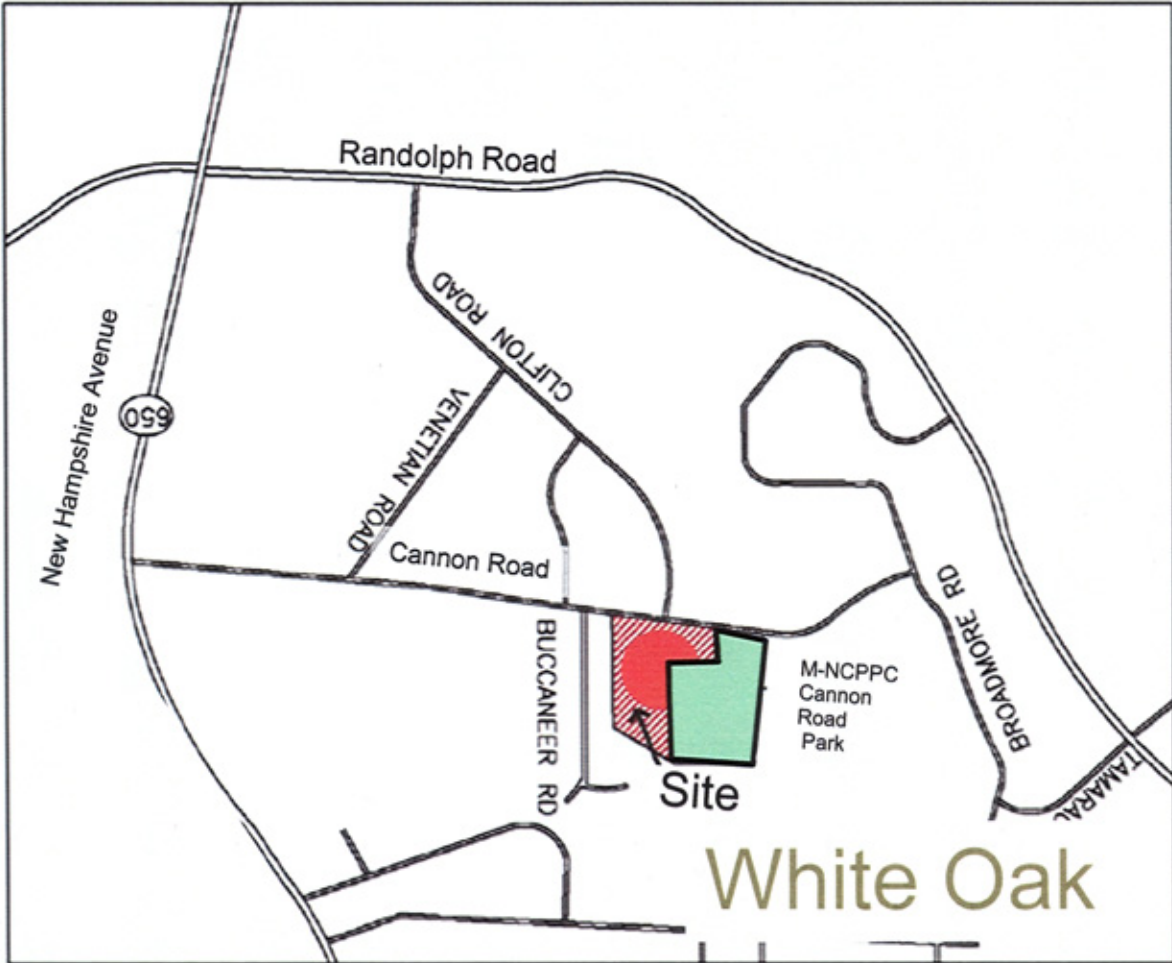 Randolph Road
New Hampshire Avenue
650
CLIFTON ROAD
VENETIAN ROAD
Cannon Road
BUCCANEER RD
M-NCPPC
Cannon
Road
Park
BROADMORE RD
TAMARAC
Site
White Oak